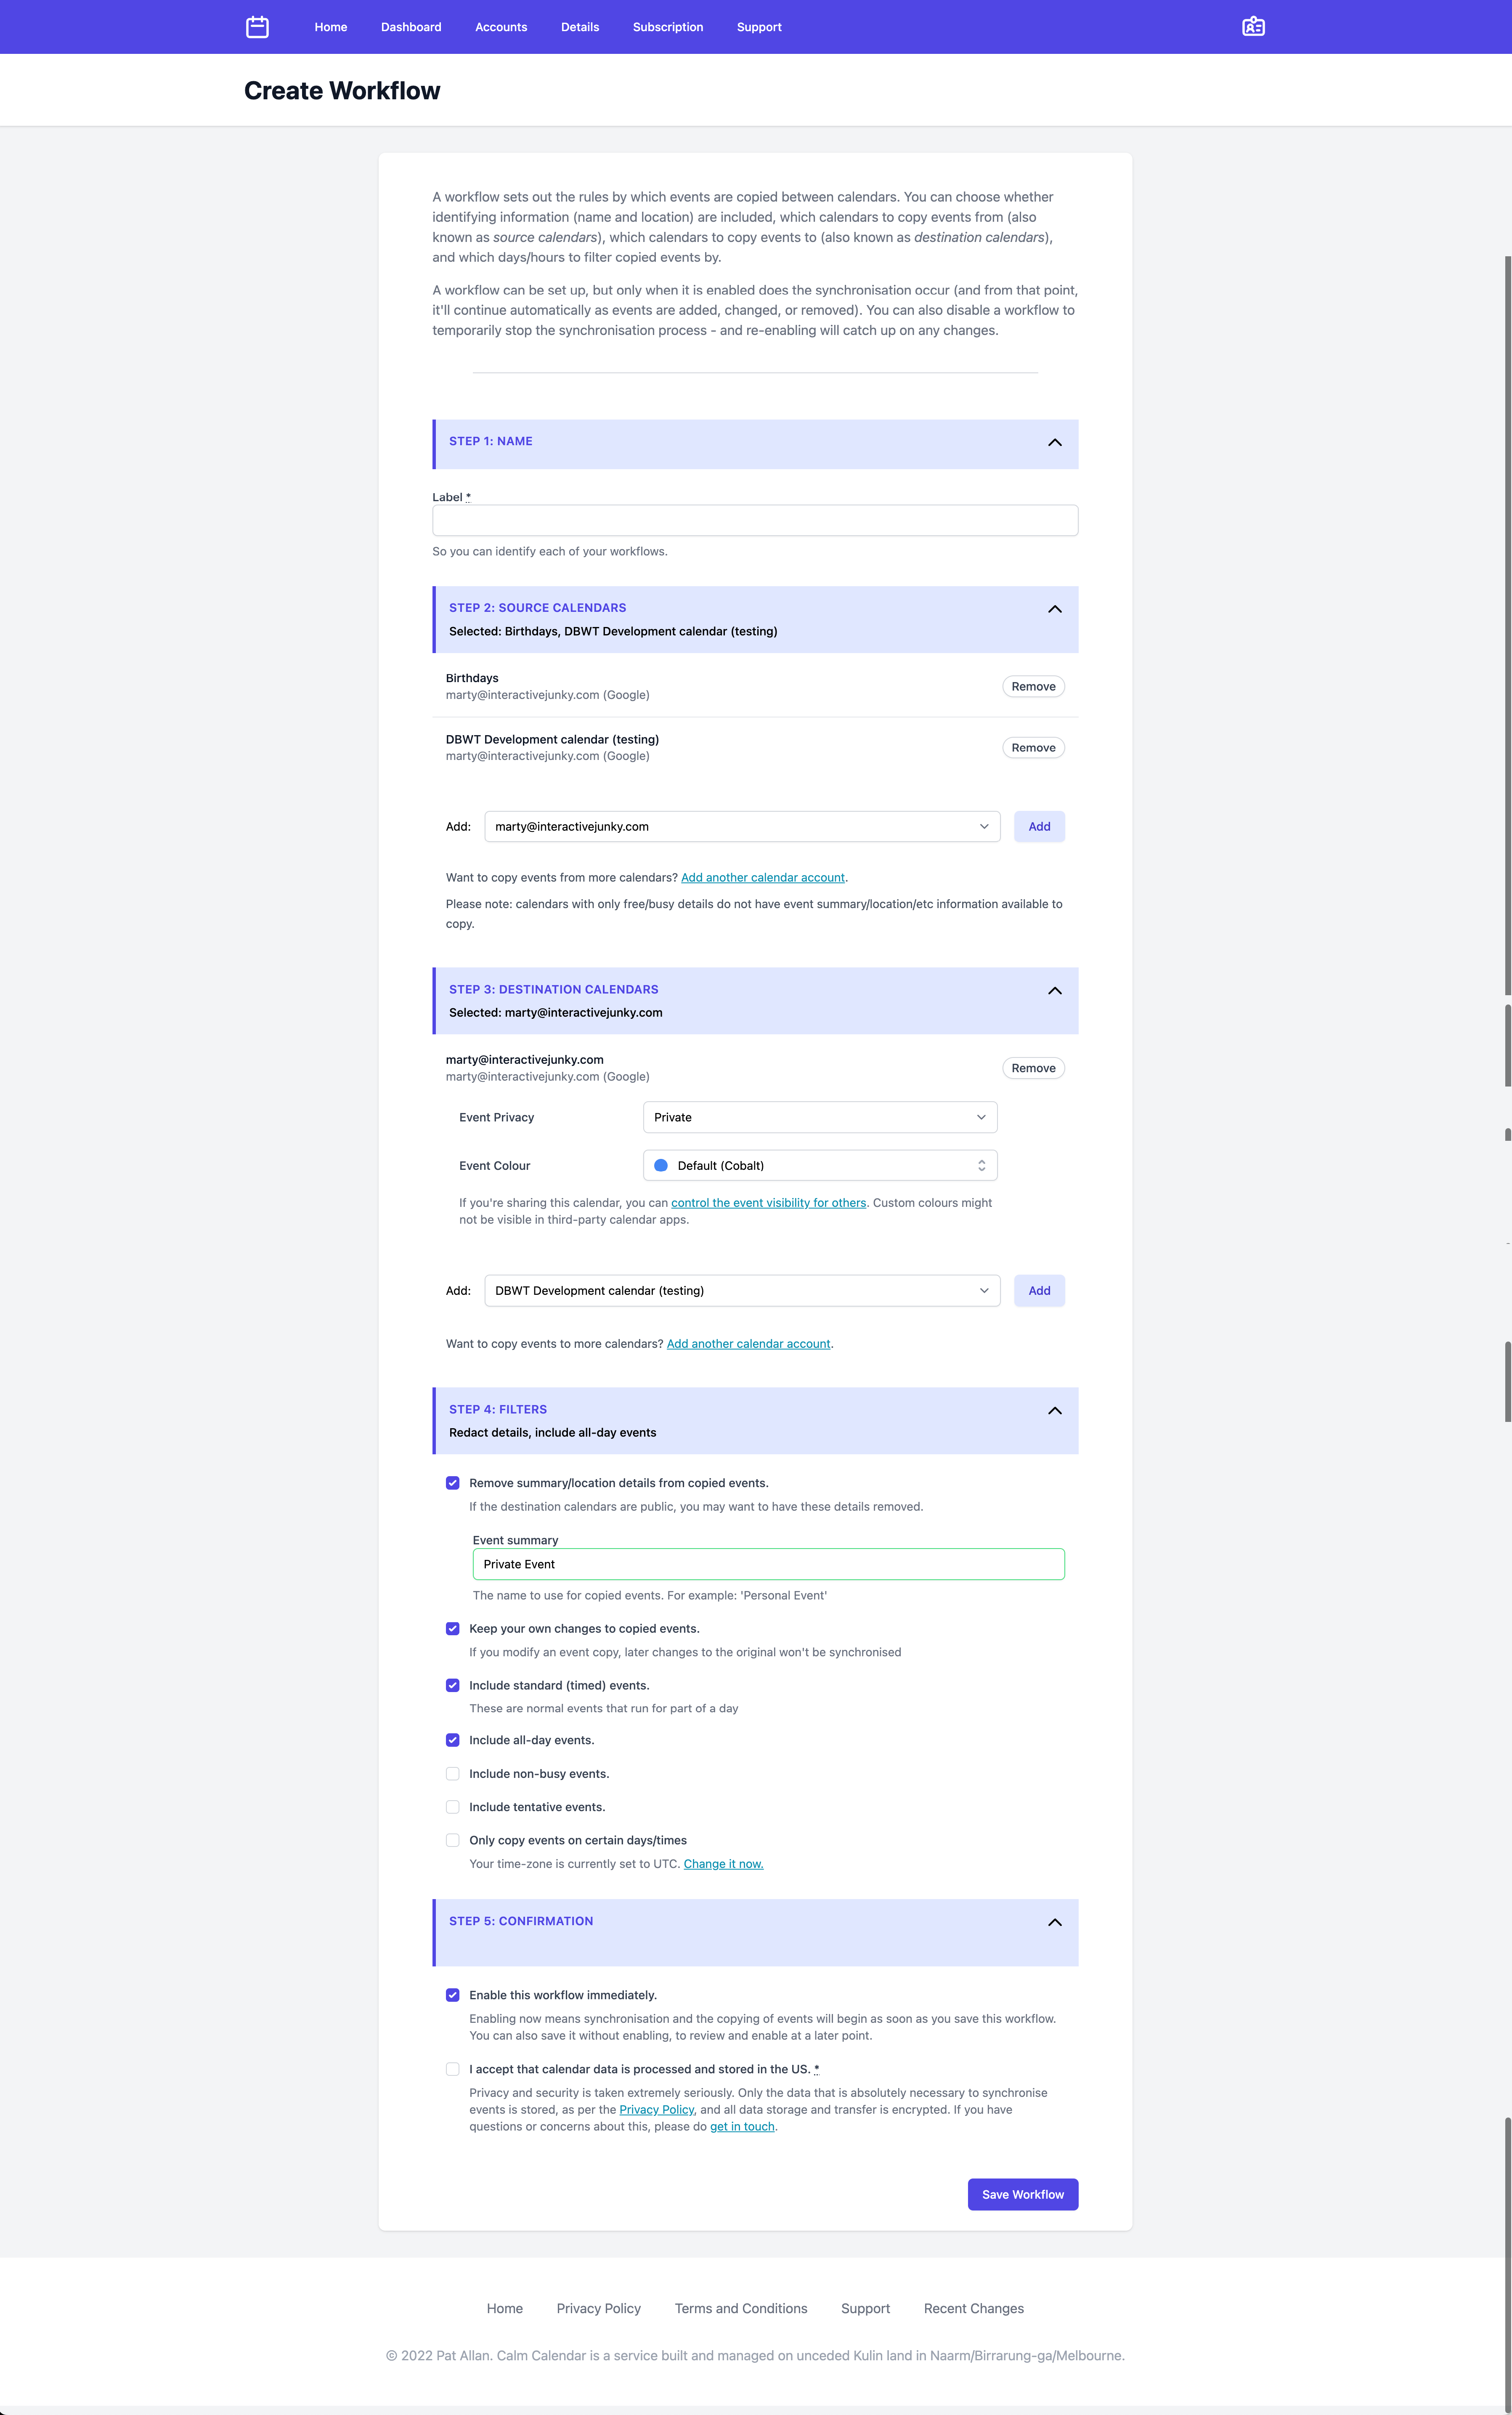 Home Dashboard Accounts Details Subscription Support
Create Workflow
A workflow sets out the rules by which events are copied between calendars. You can choose whether
identifying information (name and location) are included, which calendars to copy events from (also
known as source calendars), which calendars to copy events to (also known as destination calendars),
and which days/hours to filter copied events by.
A workflow can be set up, but only when it is enabled does the synchronisation occur (and from that point,
it'll continue automatically as events are added, changed, or removed). You can also disable a workflow to
temporarily stop the synchronisation process - and re-enabling will catch up on any changes.
STEP 1: NAME
Label *
So you can identify each of your workflows.
STEP 2: SOURCE CALENDARS
Selected: Birthdays, DBWT Development calendar (testing)
Birthdays
marty@interactivejunky.com (Google)
Remove
DBWT Development calendar (testing)
marty@interactivejunky.com (Google)
Remove
Add: marty@interactivejunky.com Add
Want to copy events from more calendars? Add another calendar account.
Please note: calendars with only free/busy details do not have event summary/location/etc information available to
copy.
STEP 3: DESTINATION CALENDARS
Selected: marty@interactivejunky.com
marty@interactivejunky.com
marty@interactivejunky.com (Google)
Remove
Event Privacy Private
Event Colour Default (Cobalt)
If you're sharing this calendar, you can control the event visibility for others. Custom colours might
not be visible in third-party calendar apps.
Add: DBWT Development calendar (testing) Add
Want to copy events to more calendars? Add another calendar account.
STEP 4: FILTERS
Redact details, include all-day events
Remove summary/location details from copied events.
If the destination calendars are public, you may want to have these details removed.
Event summary
Private Event
The name to use for copied events. For example: 'Personal Event'
Keep your own changes to copied events.
If you modify an event copy, later changes to the original won't be synchronised
Include standard (timed) events.
These are normal events that run for part of a day
Include all-day events.
Include non-busy events.
Include tentative events.
Only copy events on certain days/times
Your time-zone is currently set to UTC. Change it now.
STEP 5: CONFIRMATION
Enable this workflow immediately.
Enabling now means synchronisation and the copying of events will begin as soon as you save this workflow.
You can also save it without enabling, to review and enable at a later point.
I accept that calendar data is processed and stored in the US. *
Privacy and security is taken extremely seriously. Only the data that is absolutely necessary to synchronise
events is stored, as per the Privacy Policy, and all data storage and transfer is encrypted. If you have
questions or concerns about this, please do get in touch.
Save Workflow
Home Privacy Policy Terms and Conditions Support Recent Changes
© 2022 Pat Allan. Calm Calendar is a service built and managed on unceded Kulin land in Naarm/Birrarung-ga/Melbourne.